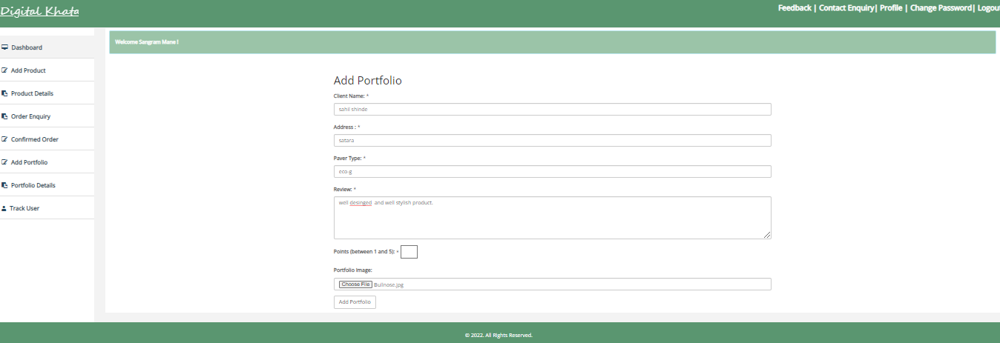 Digital Khata
Feedback | Contact Enquiry| Profile | Change Password| Logout
Welcome Sangram Mane !
Dashboard
Add Product
Product Details
Order Enquiry
Confirmed Order
Add Portfolio
Portfolio Details
Track User
Add Portfolio
Client Name: *
sahil shinde
Address : *
satara
Paver Type: *
eco-g
Review: *
well desinged and well stylish product.
Points (between 1 and 5): *
Portfolio Image:
Choose File Bullnose.jpg
Add Portfolio
© 2022. All Rights Reserved.